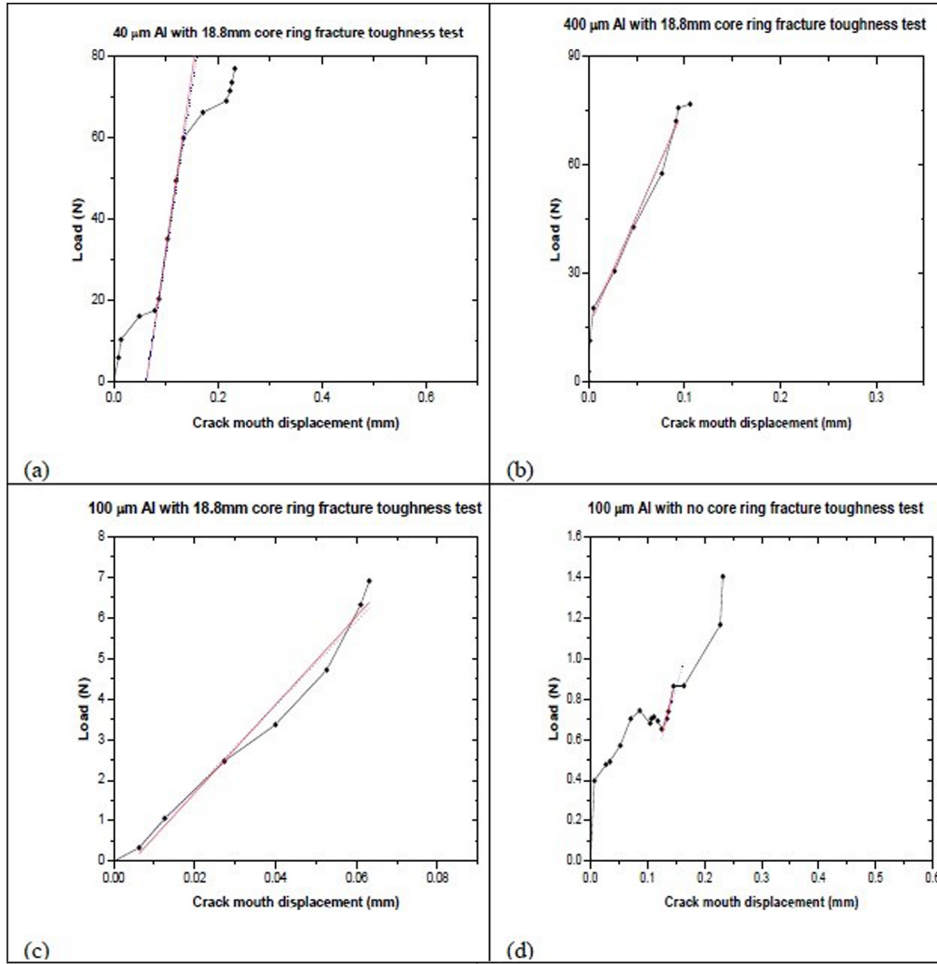 40 µm Al with 18.8mm core ring fracture toughness test
80
60
40
20
0
Load (N)
0.0 0.2 0.4 0.6
Crack mouth displacement (mm)
(a)
400 µm Al with 18.8mm core ring fracture toughness test
90
60
30
0
Load (N)
0.0 0.1 0.2 0.3
Crack mouth displacement (mm)
(b)
100 µm Al with 18.8mm core ring fracture toughness test
8
7
6
5
4
3
2
1
0
Load (N)
0.00 0.02 0.04 0.06 0.08
Crack mouth displacement (mm)
(c)
100 µm Al with no core ring fracture toughness test
1.6
1.4
1.2
1.0
0.8
0.6
0.4
0.2
0.0
Load (N)
0.0 0.1 0.2 0.3 0.4 0.5 0.6
Crack mouth displacement (mm)
(d)